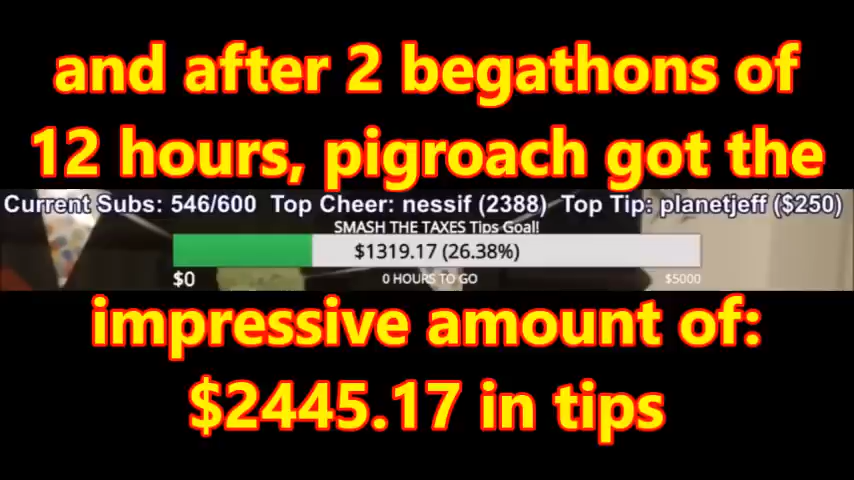 and after 2 begathons of
12 hours, pigroach got the
Current Subs: 546/600 Top Cheer: nessif (2388) Top Tip: planetjeff ($250)
SMASH THE TAXES Tips Goal!
$1319.17 (26.38%)
$0 0 HOURS TO GO $5000
impressive amount of:
$2445.17 in tips